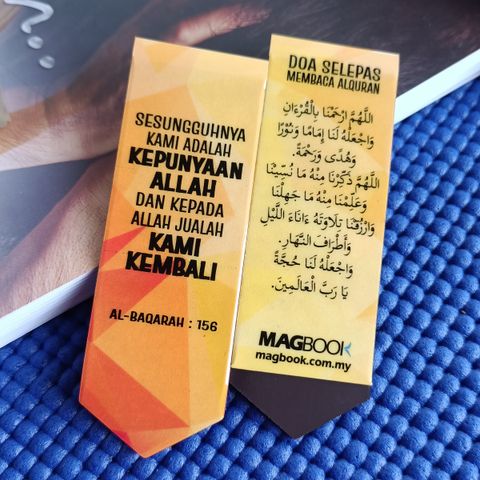 SESUNGGUHNYA
KAMI ADALAH
KEPUNYAAN
ALLAH
DAN KEPADA
ALLAH JUALAH
KAMI
KEMBALI
AL-BAQARAH : 156
DOA SELEPAS
MEMBACA ALQURAN
اللَّهُمَّ ارْحَمْنَا بِالْقُرْءَانِ
وَاجْعَلْهُ لَنَا إِمَامًا وَنُورًا
وَهُدًى وَرَحْمَةً.
اللَّهُمَّ ذَكِّرْنَا مِنْهُ مَا نُسِّينَا
وَعَلِّمْنَا مِنْهُ مَا جَهِلْنَا
وَارْزُقْنَا تِلَاوَتَهُ ءَانَاءَ اللَّيْلِ
وَأَطْرَافَ النَّهَارِ.
وَاجْعَلْهُ لَنَا حُجَّةً
يَا رَبَّ الْعَالَمِينَ.
MAGBOOK
magbook.com.my
?